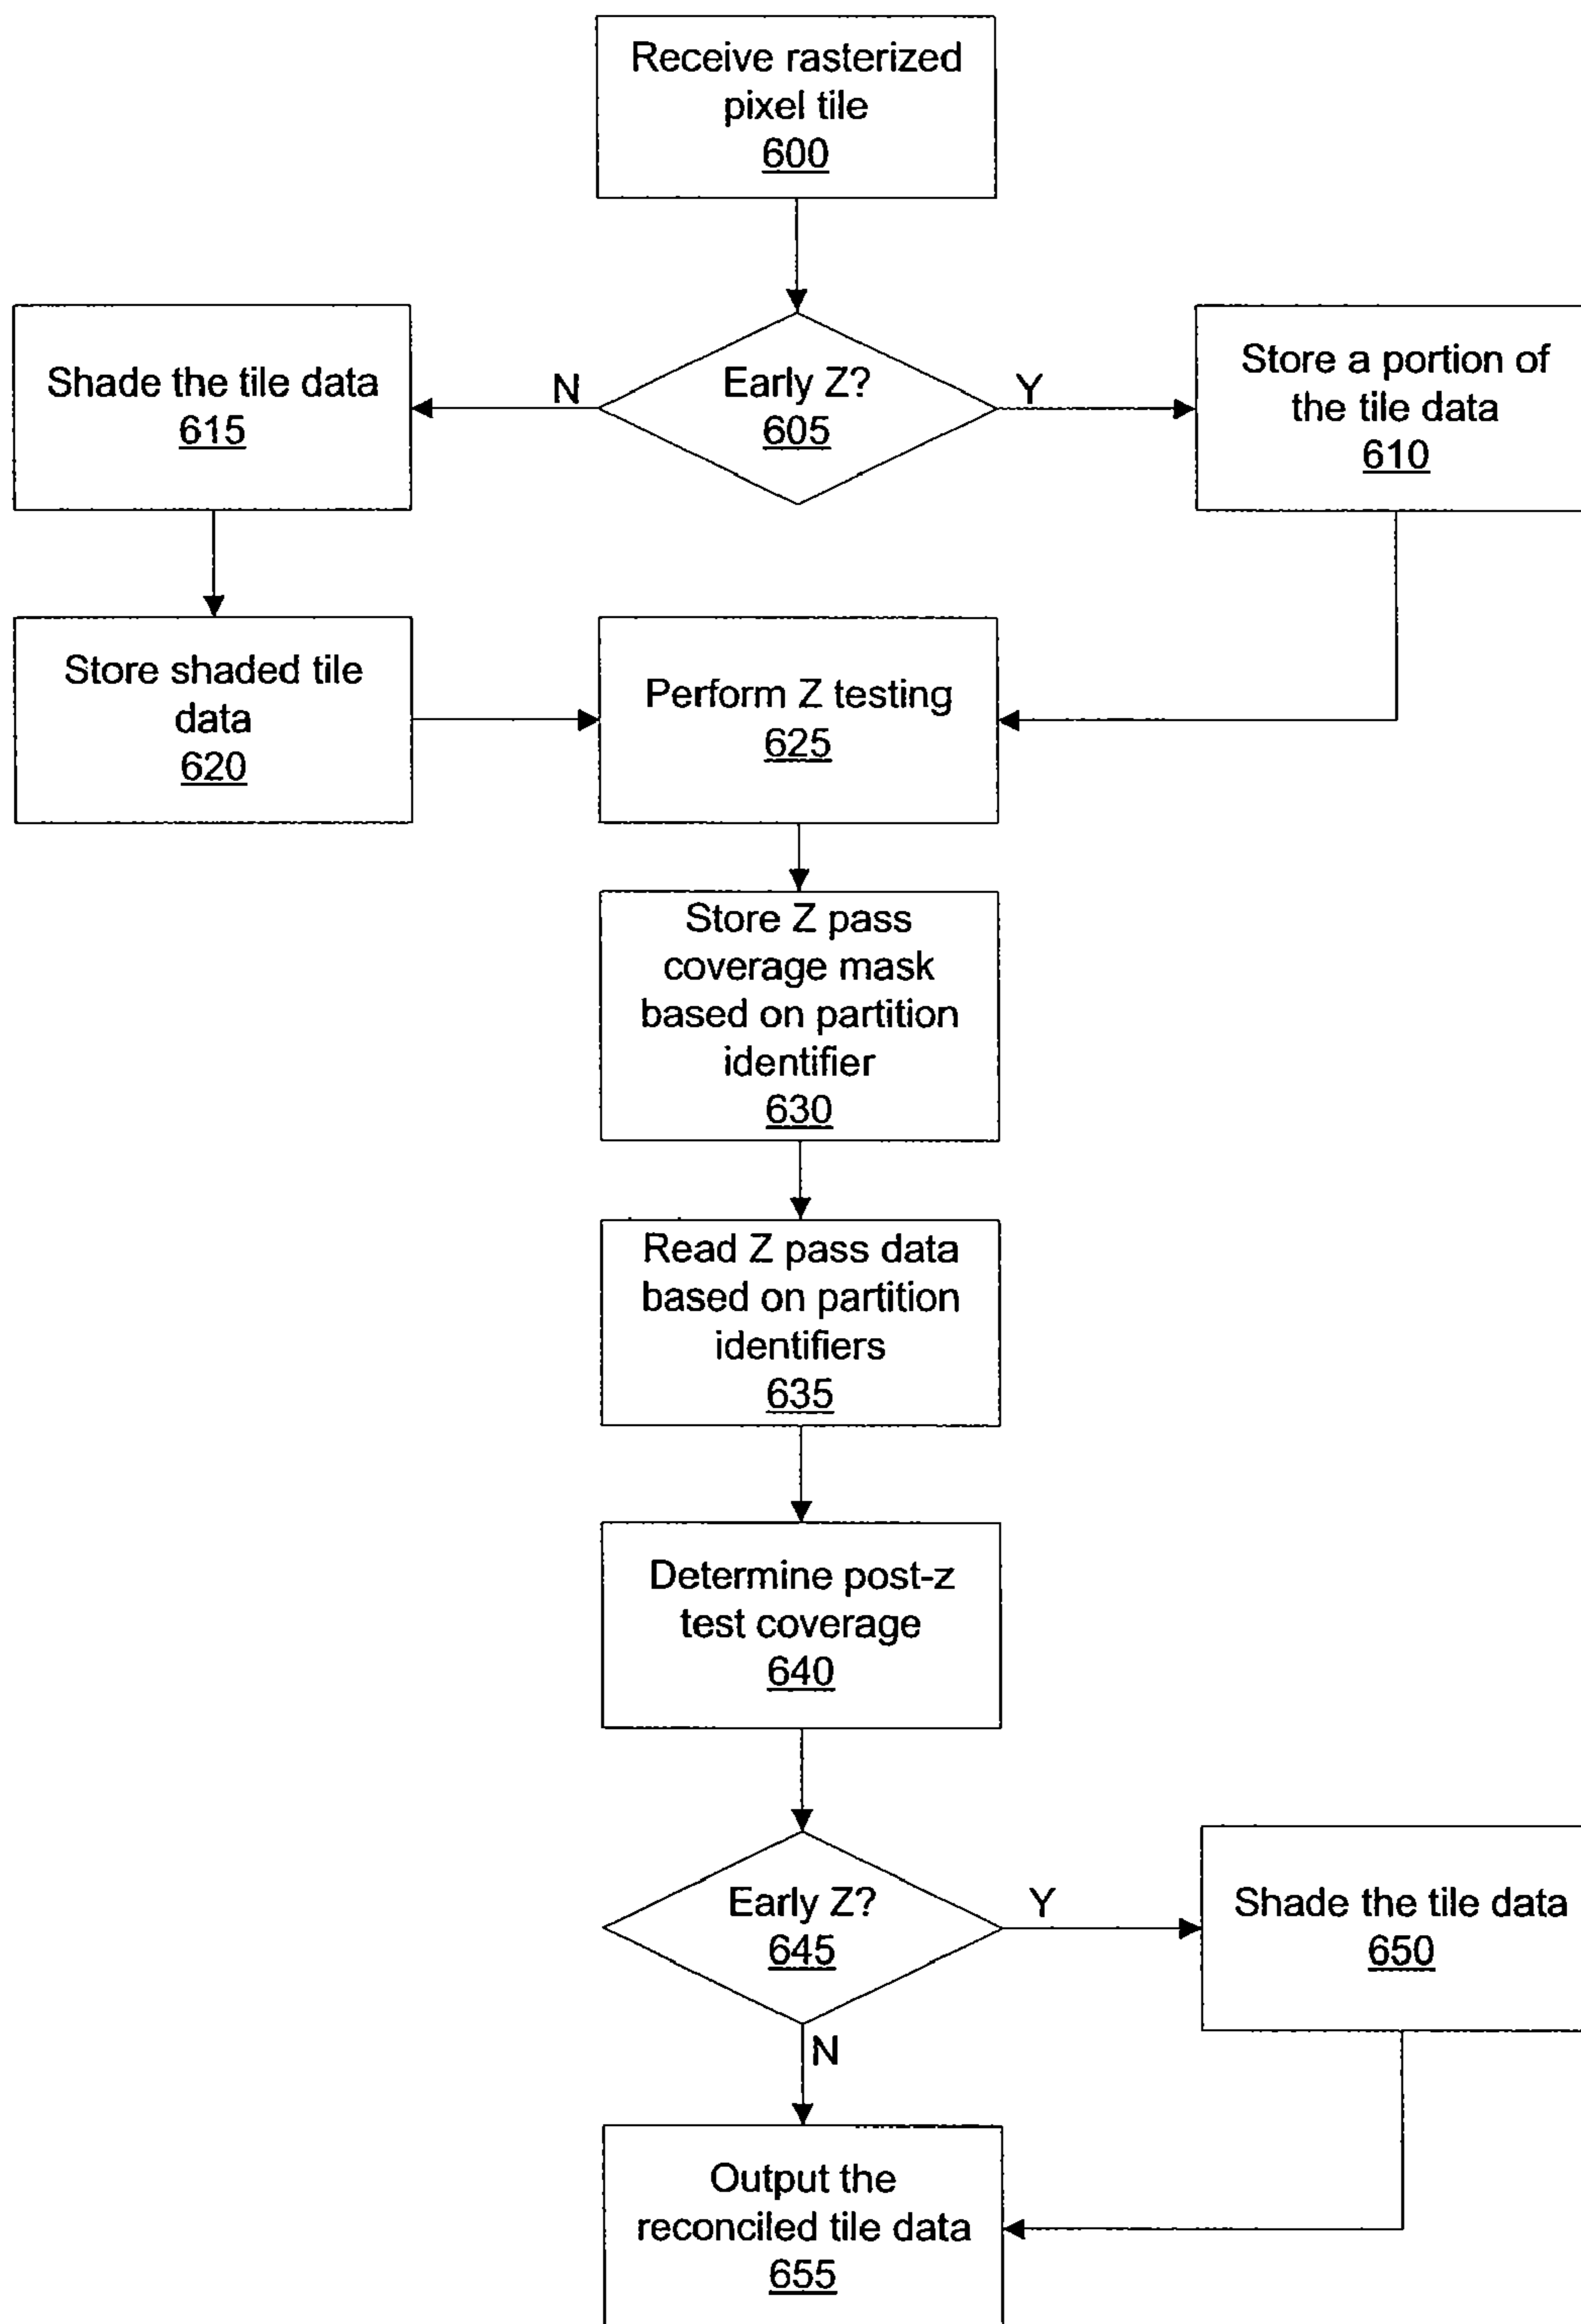 Receive rasterized
pixel tile
600
Early Z?
605
N
Y
Shade the tile data
615
Store a portion of
the tile data
610
Store shaded tile
data
620
Perform Z testing
625
Store Z pass
coverage mask
based on partition
identifier
630
Read Z pass data
based on partition
identifiers
635
Determine post-z
test coverage
640
Early Z?
645
Y
N
Shade the tile data
650
Output the
reconciled tile data
655